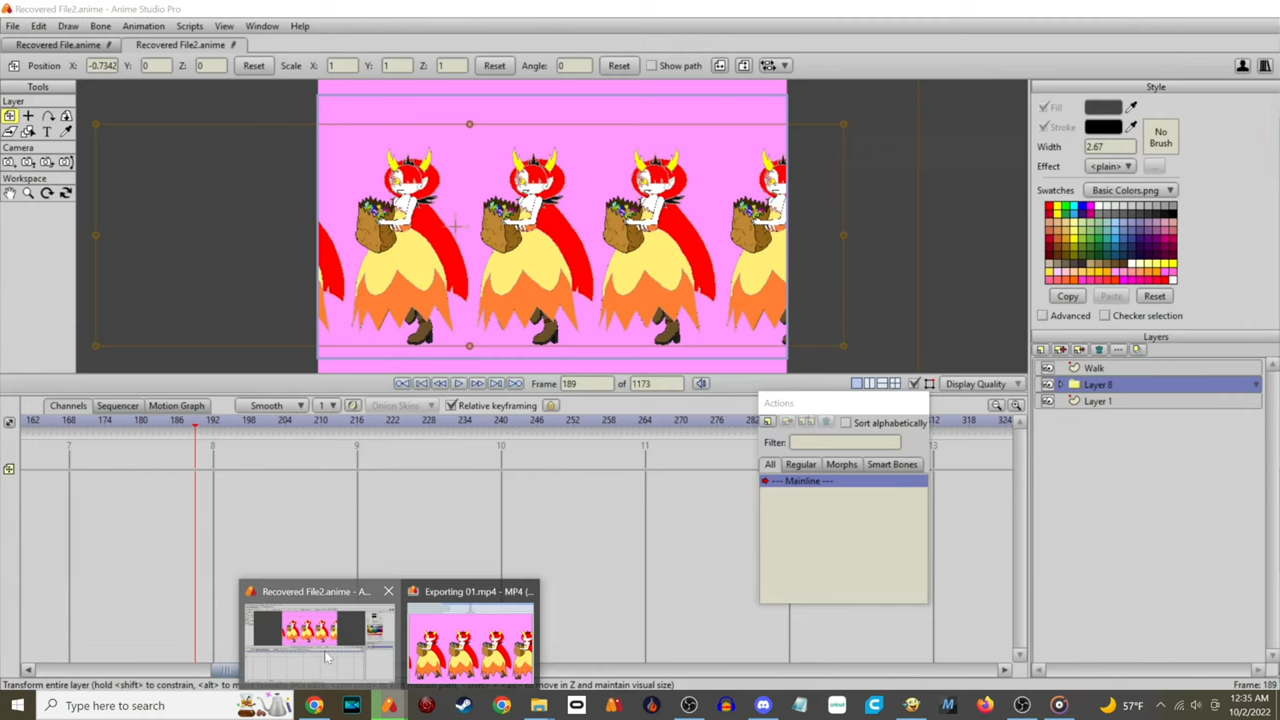 Recovered File2.anime - Anime Studio Pro
File Edit Draw Bone Animation Scripts View Window Help
Recovered File.anime Recovered File2.anime
Position X: -0.7342 Y: 0 Z: 0 Reset Scale X: 1 Y: 1 Z: 1 Reset Angle: 0 Reset Show path
Tools
Layer
Camera
Workspace
Style
Fill
Stroke
No Brush
Width 2.67
Effect <plain> ...
Swatches Basic Colors.png
Copy Paste Reset
Advanced Checker selection
Layers
Walk
Layer 8
Layer 1
Frame 189 of 1173 Display Quality
Channels Sequencer Motion Graph Smooth 1 Onion Skins Relative keyframing
162 168 174 180 186 192 198 204 210 216 222 228 234 240 246 252 258 264 270 276 312 318 324
7 8 9 10 11 13
Actions
Sort alphabetically
Filter:
All Regular Morphs Smart Bones
--- Mainline ---
Recovered File2.anime - A...
Exporting 01.mp4 - MP4 (...
Transform entire layer (hold <shift> to constrain, <alt> to
to move in Z and maintain visual size)
Frame: 189
Type here to search
57°F
12:35 AM
10/2/2022